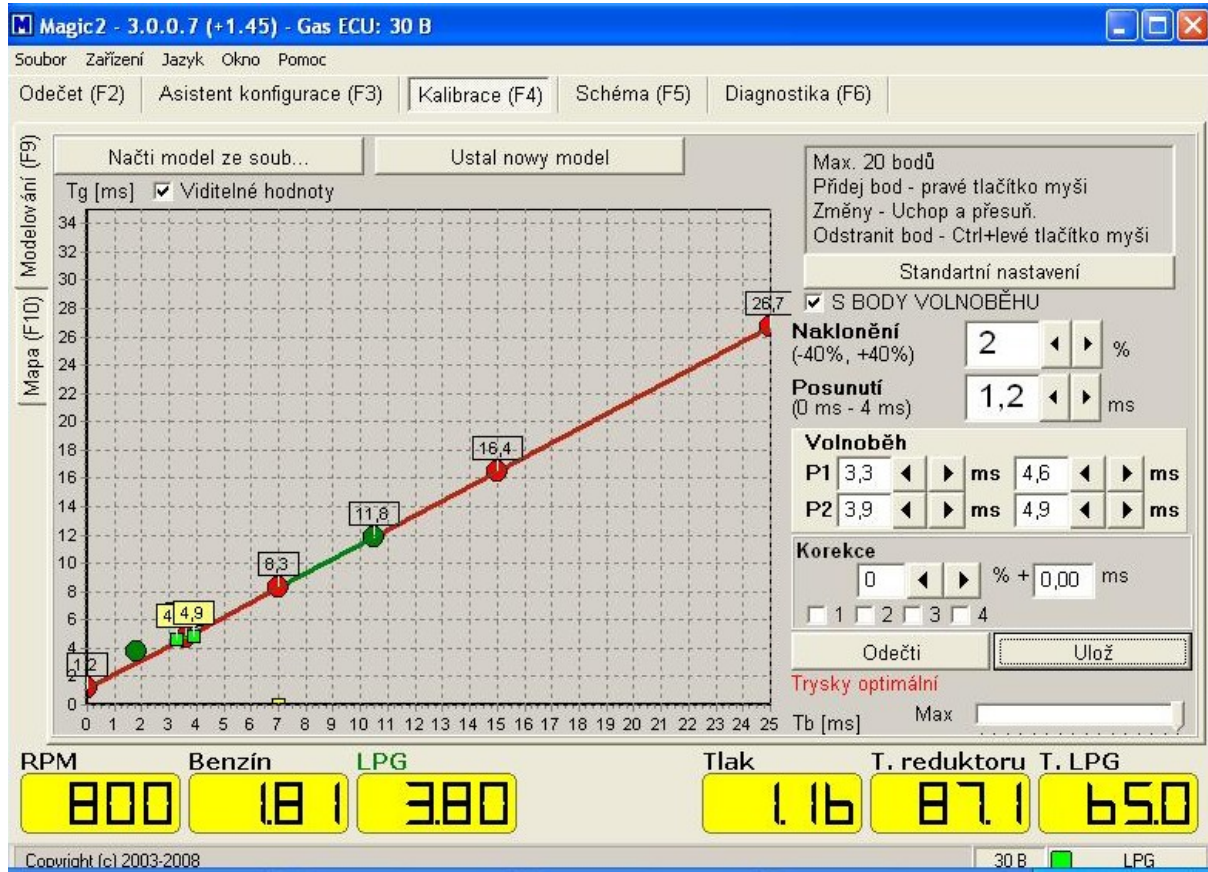 Magic2 - 3.0.0.7 (+1.45) - Gas ECU: 30 B
Soubor Zařízení Jazyk Okno Pomoc
Odečet (F2) Asistent konfigurace (F3) Kalibrace (F4) Schéma (F5) Diagnostika (F6)
Modelování (F9)
Mapa (F10)
Načti model ze soub... Ustal nowy model
Tg [ms] Viditelné hodnoty
34
32
30
28
26
24
22
20
18
16
14
12
10
8
6
4
2
0
26,7
16,4
11,8
8,3
4 4,9
1,2
0 1 2 3 4 5 6 7 8 9 10 11 12 13 14 15 16 17 18 19 20 21 22 23 24 25
Tb [ms]
Max. 20 bodů
Přidej bod - pravé tlačítko myši
Změny - Uchop a přesuň.
Odstranit bod - Ctrl+levé tlačítko myši
Standartní nastavení
S BODY VOLNOBĚHU
Naklonění 2 %
(-40%, +40%)
Posunutí 1,2 ms
(0 ms - 4 ms)
Volnoběh
P1 3,3 ms 4,6 ms
P2 3,9 ms 4,9 ms
Korekce
0 % + 0,00 ms
1 2 3 4
Odečti Ulož
Trysky optimální
Max
RPM Benzín LPG Tlak T. reduktoru T. LPG
800 1.81 3.80 1.16 87.1 65.0
Copyright (c) 2003-2008 30 B LPG